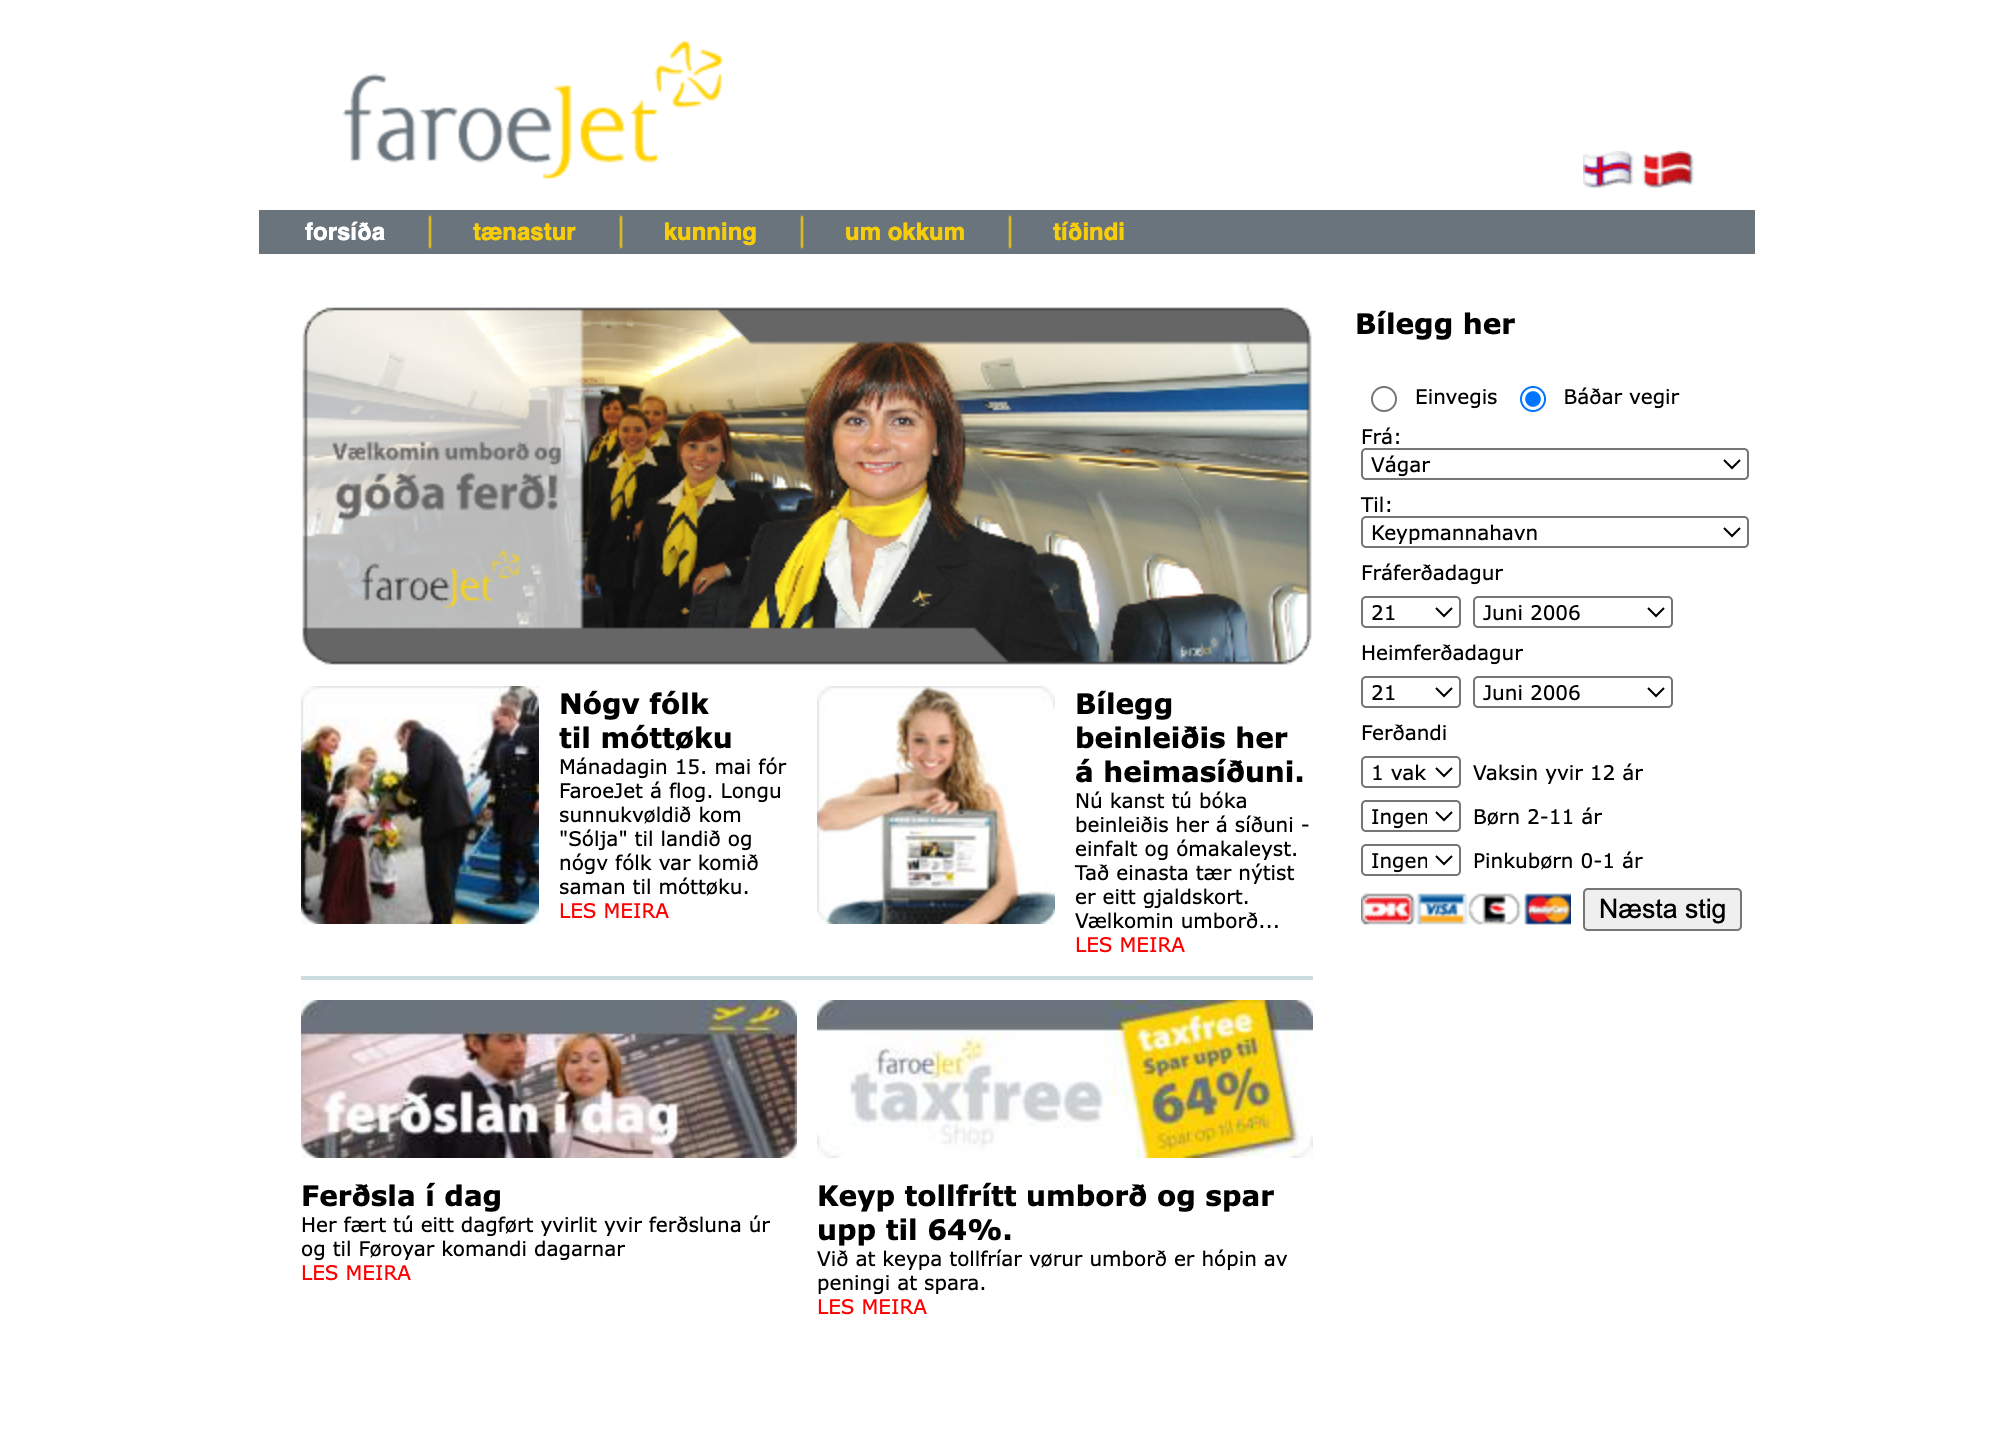 faroeJet
forsíða
tænastur
kunning
um okkum
tíðindi
Vælkomin umborð og
góða ferð!
faroeJet
faroeJet
Nógv fólk
til móttøku
Mánadagin 15. mai fór
FaroeJet á flog. Longu
sunnukvøldið kom
"Sólja" til landið og
nógv fólk var komið
saman til móttøku.
LES MEIRA
Bílegg
beinleiðis her
á heimasíðuni.
Nú kanst tú bóka
beinleiðis her á síðuni -
einfalt og ómakaleyst.
Tað einasta tær nýtist
er eitt gjaldskort.
Vælkomin umborð...
LES MEIRA
ferðslan í dag
Ferðsla í dag
Her fært tú eitt dagført yvirlit yvir ferðsluna úr
og til Føroyar komandi dagarnar
LES MEIRA
faroeJet
taxfree
Shop
taxfree
Spar upp til
64%
Spar op til 64%
Keyp tollfrítt umborð og spar
upp til 64%.
Við at keypa tollfríar vørur umborð er hópin av
peningi at spara.
LES MEIRA
Bílegg her
Einvegis Báðar vegir
Frá:
Vágar
Til:
Keypmannahavn
Fráferðadagur
21 Juni 2006
Heimferðadagur
21 Juni 2006
Ferðandi
1 vak Vaksin yvir 12 ár
Ingen Børn 2-11 ár
Ingen Pinkubørn 0-1 ár
DK VISA E MasterCard Næsta stig